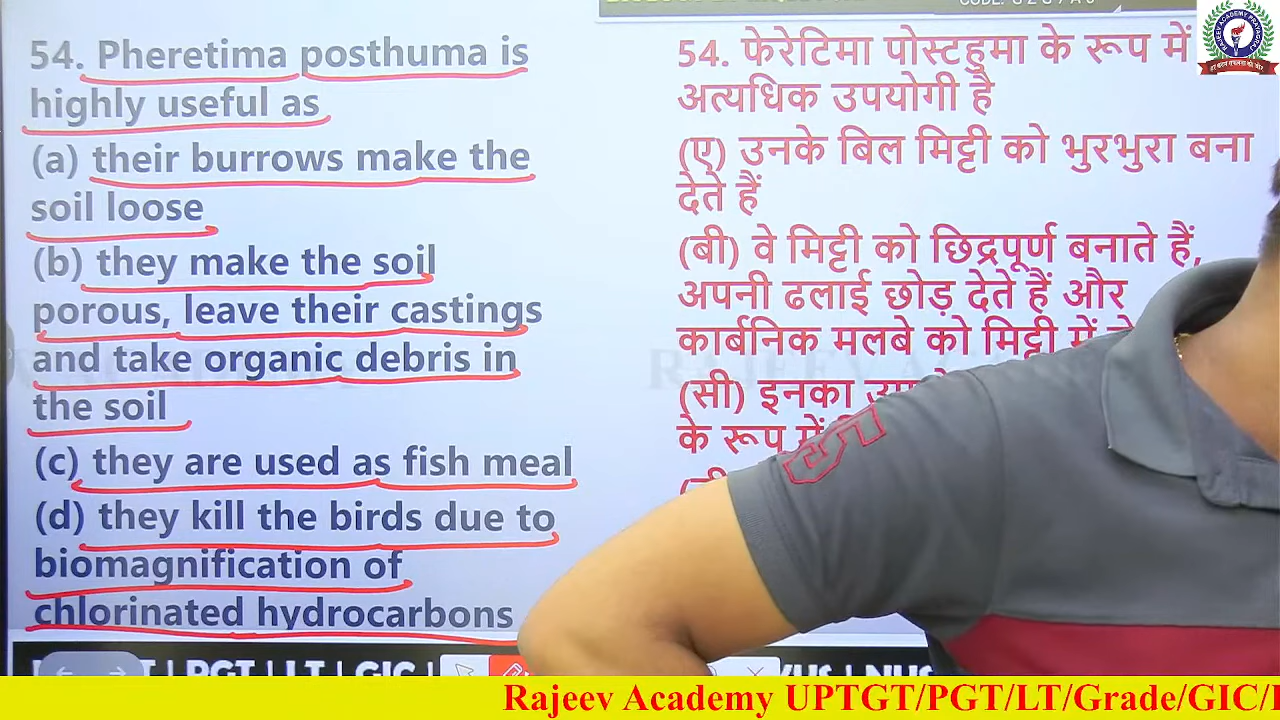 54. Pheretima posthuma is
highly useful as
(a) their burrows make the
soil loose
(b) they make the soil
porous, leave their castings
and take organic debris in
the soil
(c) they are used as fish meal
(d) they kill the birds due to
biomagnification of
chlorinated hydrocarbons
54. फेरेटिमा पोस्टहुमा के रूप में
अत्यधिक उपयोगी है
(ए) उनके बिल मिट्टी को भुरभुरा बना
देते हैं
(बी) वे मिट्टी को छिद्रपूर्ण बनाते हैं,
अपनी ढलाई छोड़ देते हैं और
कार्बनिक मलबे को मिट्टी में
(सी) इनका
के रूप में
RAJEEV ACADEMY PRAYAGRAJ
| PGT | LT | GIC |
Rajeev Academy UPTGT/PGT/LT/Grade/GIC/